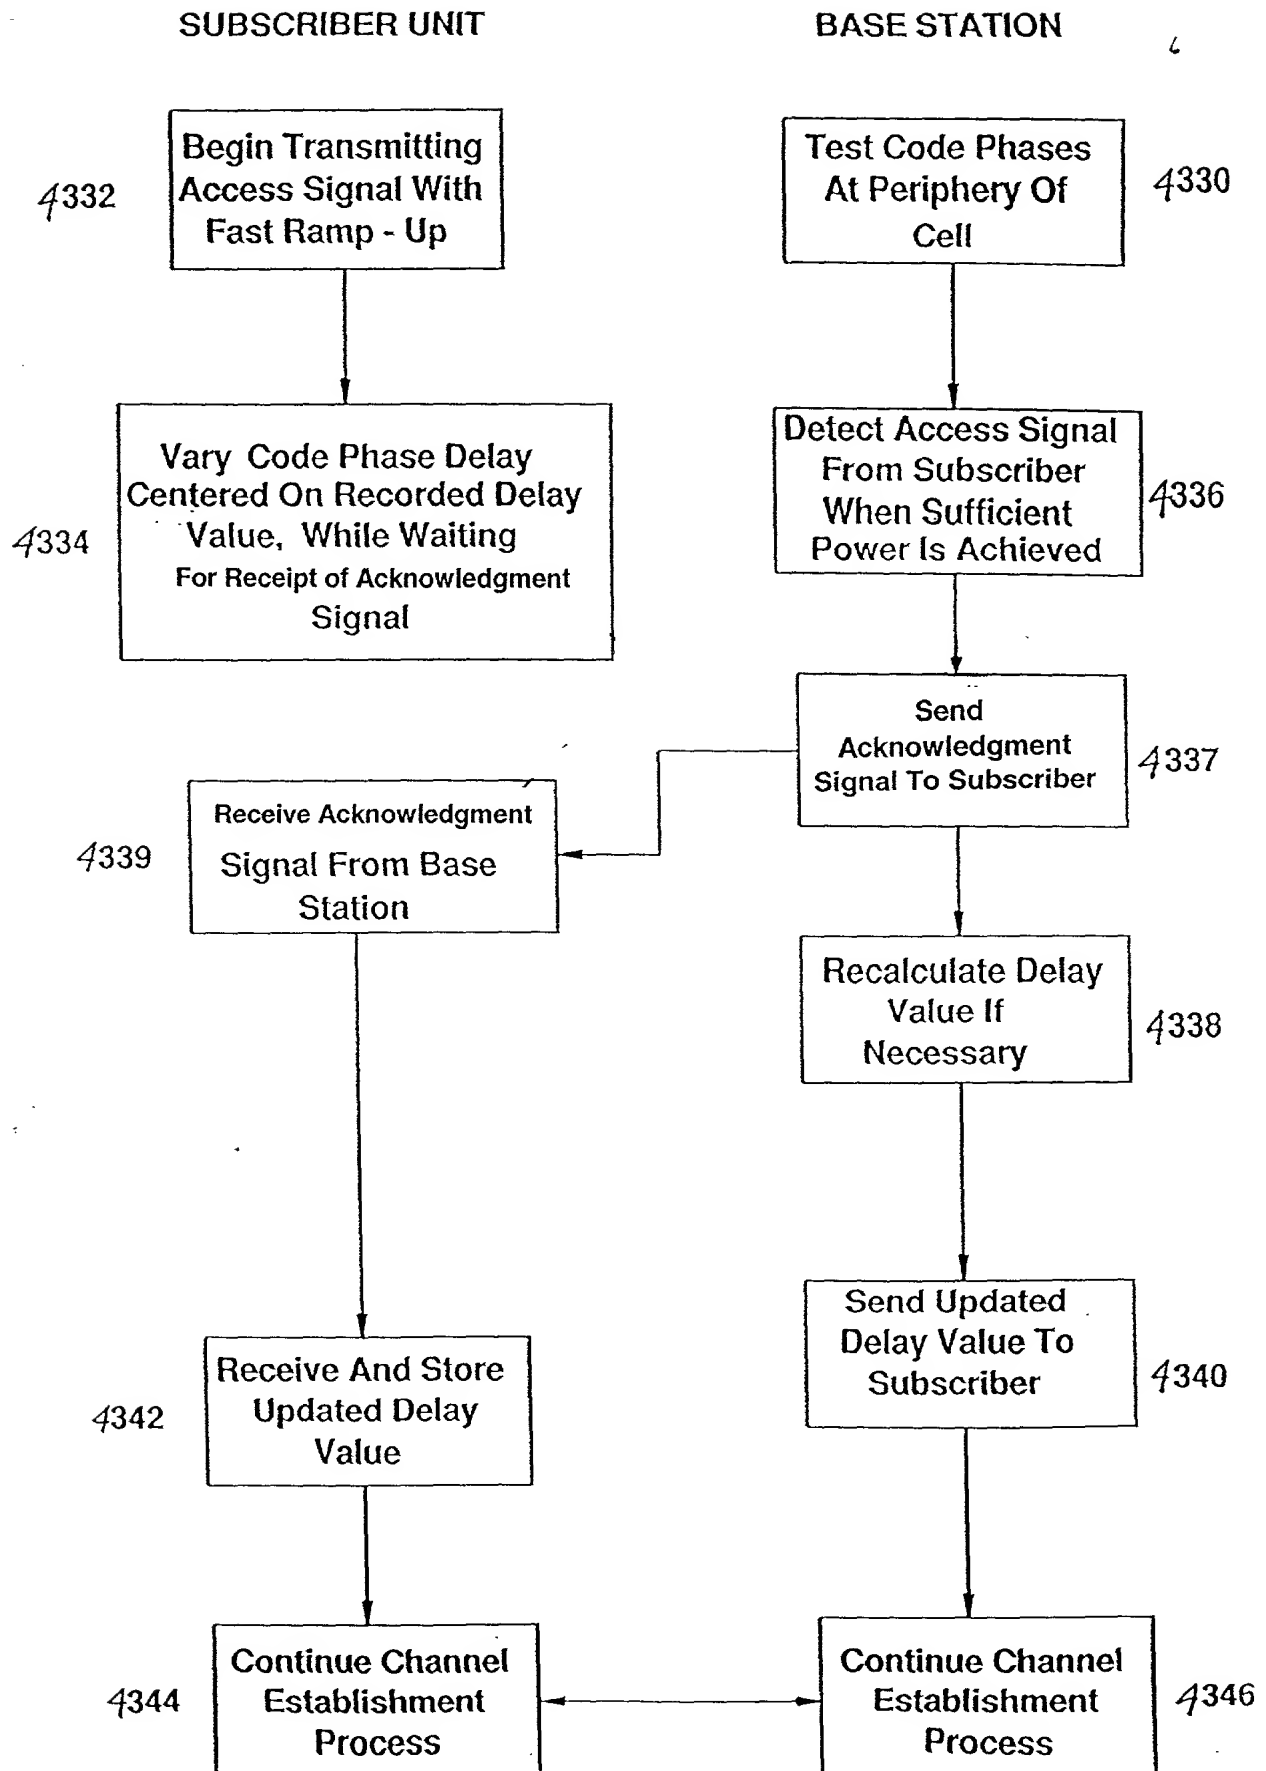 SUBSCRIBER UNIT
BASE STATION
Begin Transmitting
Access Signal With
Fast Ramp - Up
4332
Test Code Phases
At Periphery Of
Cell
4330
Vary Code Phase Delay
Centered On Recorded Delay
Value, While Waiting
For Receipt of Acknowledgment
Signal
4334
Detect Access Signal
From Subscriber
When Sufficient
Power Is Achieved
4336
Send
Acknowledgment
Signal To Subscriber
4337
Receive Acknowledgment
Signal From Base
Station
4339
Recalculate Delay
Value If
Necessary
4338
Send Updated
Delay Value To
Subscriber
4340
Receive And Store
Updated Delay
Value
4342
Continue Channel
Establishment
Process
4344
Continue Channel
Establishment
Process
4346